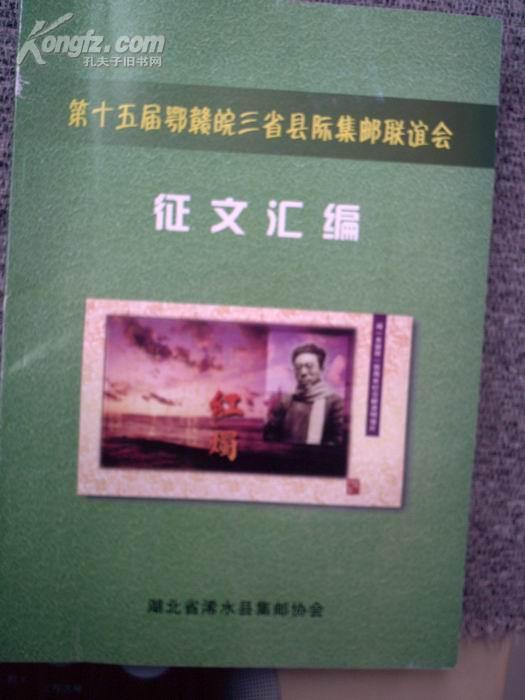 Kongfz.com
孔夫子旧书网
第十五届鄂赣皖三省县际集邮联谊会
征文汇编
红烛
湖北省浠水县集邮协会